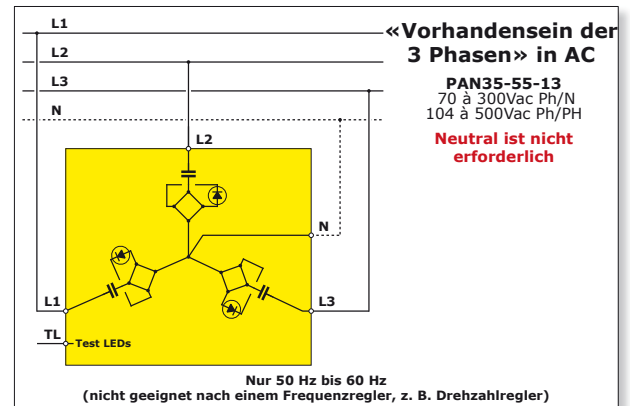 L1
L2
L3
N
«Vorhandensein der
3 Phasen» in AC
PAN35-55-13
70 à 300Vac Ph/N
104 à 500Vac Ph/PH
Neutral ist nicht
erforderlich
L2
N
L1
L3
TL
Test LEDs
Nur 50 Hz bis 60 Hz
(nicht geeignet nach einem Frequenzregler, z. B. Drehzahlregler)